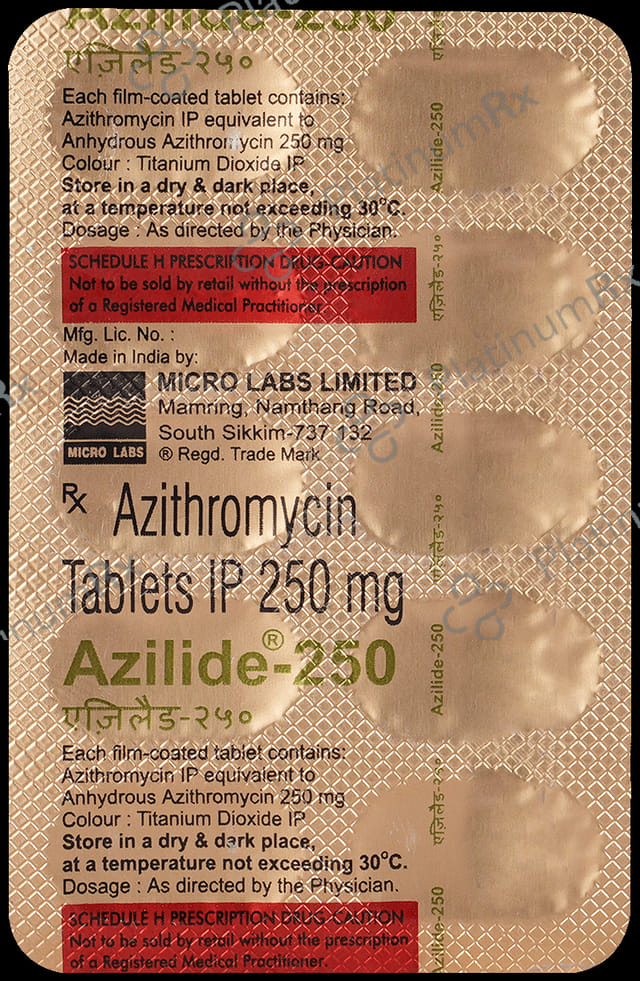 Azilide-250
एज़िलैड-२५०
Each film-coated tablet contains:
Azithromycin IP equivalent to
Anhydrous Azithromycin 250 mg
Colour : Titanium Dioxide IP
Store in a dry & dark place,
at a temperature not exceeding 30°C.
Dosage : As directed by the Physician.
SCHEDULE H PRESCRIPTION DRUG-CAUTION
Not to be sold by retail without the prescription
of a Registered Medical Practitioner.
Mfg. Lic. No. :
Made in India by:
MICRO LABS LIMITED
Mamring, Namthang Road,
South Sikkim-737 132
MICRO LABS
® Regd. Trade Mark
Rx Azithromycin
Tablets IP 250 mg
Azilide®-250
एज़िलैड-२५०
Each film-coated tablet contains:
Azithromycin IP equivalent to
Anhydrous Azithromycin 250 mg
Colour : Titanium Dioxide IP
Store in a dry & dark place,
at a temperature not exceeding 30°C.
Dosage : As directed by the Physician.
SCHEDULE H PRESCRIPTION DRUG-CAUTION
Not to be sold by retail without the prescription
of a Registered Medical Practitioner.
Azilide-250
एज़िलैड-२५०
Azilide-250
एज़िलैड-२५०
Azilide-250
एज़िलैड-२५०
Azilide-250
PlatinumRx
PlatinumRx
PlatinumRx